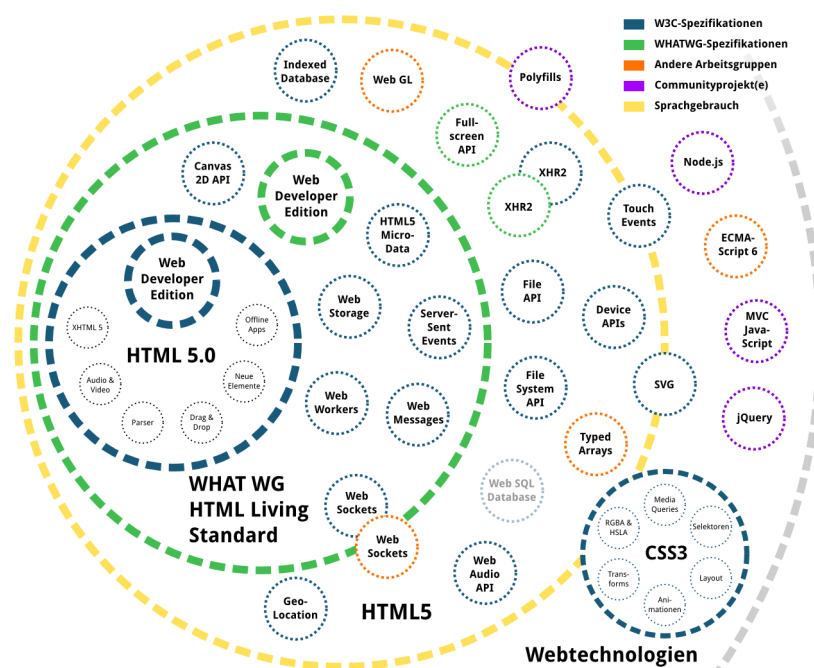 W3C-Spezifikationen
WHATWG-Spezifikationen
Andere Arbeitsgruppen
Communityprojekt(e)
Sprachgebrauch
Indexed
Database
Web GL
Polyfills
Full-
screen
API
Node.js
Canvas
2D API
Web
Developer
Edition
XHR2
XHR2
Touch
Events
HTML5
Micro-
Data
ECMA-
Script 6
Web
Developer
Edition
File
API
Web
Storage
Server-
Sent
Events
Device
APIs
MVC
Java-
Script
XHTML 5
Offline
Apps
HTML 5.0
Audio &
Video
Neue
Elemente
Parser
Drag &
Drop
Web
Workers
Web
Messages
File
System
API
SVG
jQuery
Typed
Arrays
WHAT WG
HTML Living
Standard
Web
Sockets
Web
Sockets
Web SQL
Database
Media
Queries
RGBA &
HSLA
Selektoren
CSS3
Trans-
forms
Layout
Ani-
mationen
Web
Audio
API
Geo-
Location
HTML5
Webtechnologien